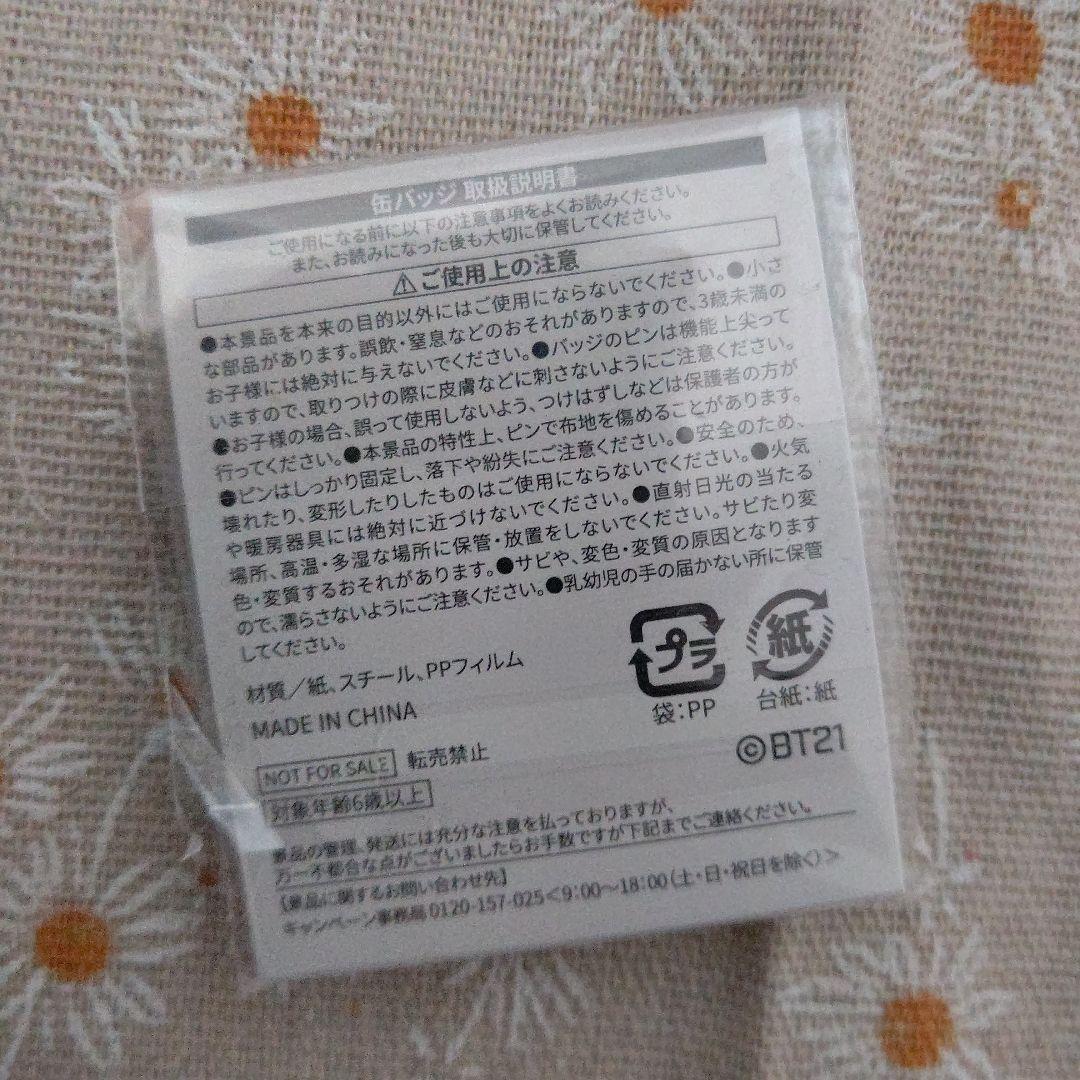 缶バッジ 取扱説明書
ご使用になる前に以下の注意事項をよくお読みください。
また、お読みになった後も大切に保管してください。
⚠ご使用上の注意
●本景品を本来の目的以外にはご使用にならないでください。●小さ
な部品があります。誤飲・窒息などのおそれがありますので、3歳未満の
お子様には絶対に与えないでください。●バッジのピンは機能上尖って
いますので、取りつけの際に皮膚などに刺さないようにご注意ください。
●お子様の場合、誤って使用しないよう、つけはずしなどは保護者の方が
行ってください。●本景品の特性上、ピンで布地を傷めることがあります。
●ピンはしっかり固定し、落下や紛失にご注意ください。●安全のため、
壊れたり、変形したりしたものはご使用にならないでください。●火気
や暖房器具には絶対に近づけないでください。●直射日光の当たる
場所、高温・多湿な場所に保管・放置をしないでください。サビたり変
色・変質するおそれがあります。●サビや、変色・変質の原因となります
ので、濡らさないようにご注意ください。●乳幼児の手の届かない所に保管
してください。
材質／紙、スチール、PPフィルム
MADE IN CHINA
プラ
袋:PP
紙
台紙:紙
NOT FOR SALE 転売禁止
©BT21
対象年齢6歳以上
景品の管理、発送には充分な注意を払っておりますが、
万一不都合な点がございましたらお手数ですが下記までご連絡ください。
【景品に関するお問い合わせ先】
キャンペーン事務局 0120-157-025<9:00〜18:00(土・日・祝日を除く)>